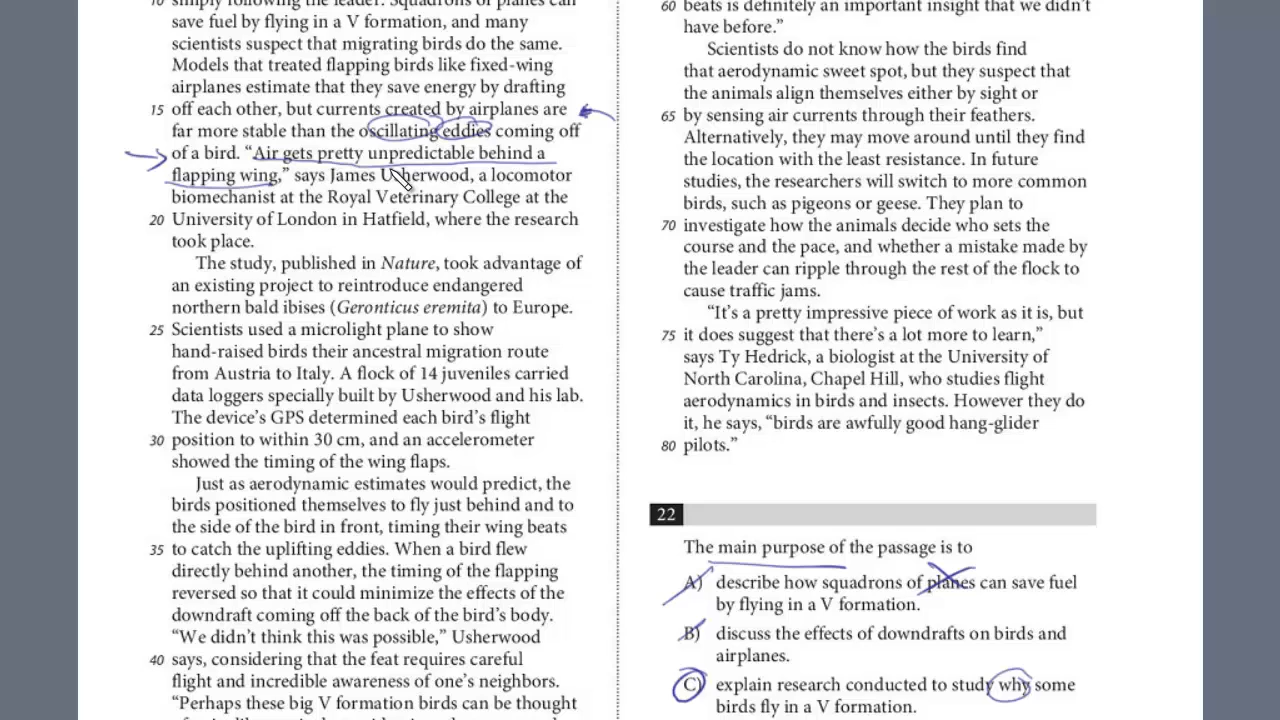 10 simply following the leader. Squadrons of planes can
save fuel by flying in a V formation, and many
scientists suspect that migrating birds do the same.
Models that treated flapping birds like fixed-wing
airplanes estimate that they save energy by drafting
15 off each other, but currents created by airplanes are
far more stable than the oscillating eddies coming off
of a bird. “Air gets pretty unpredictable behind a
flapping wing,” says James Usherwood, a locomotor
biomechanist at the Royal Veterinary College at the
20 University of London in Hatfield, where the research
took place.
The study, published in Nature, took advantage of
an existing project to reintroduce endangered
northern bald ibises (Geronticus eremita) to Europe.
25 Scientists used a microlight plane to show
hand-raised birds their ancestral migration route
from Austria to Italy. A flock of 14 juveniles carried
data loggers specially built by Usherwood and his lab.
The device’s GPS determined each bird’s flight
30 position to within 30 cm, and an accelerometer
showed the timing of the wing flaps.
Just as aerodynamic estimates would predict, the
birds positioned themselves to fly just behind and to
the side of the bird in front, timing their wing beats
35 to catch the uplifting eddies. When a bird flew
directly behind another, the timing of the flapping
reversed so that it could minimize the effects of the
downdraft coming off the back of the bird’s body.
“We didn’t think this was possible,” Usherwood
40 says, considering that the feat requires careful
flight and incredible awareness of one’s neighbors.
“Perhaps these big V formation birds can be thought
60 beats is definitely an important insight that we didn’t
have before.”
Scientists do not know how the birds find
that aerodynamic sweet spot, but they suspect that
the animals align themselves either by sight or
65 by sensing air currents through their feathers.
Alternatively, they may move around until they find
the location with the least resistance. In future
studies, the researchers will switch to more common
birds, such as pigeons or geese. They plan to
70 investigate how the animals decide who sets the
course and the pace, and whether a mistake made by
the leader can ripple through the rest of the flock to
cause traffic jams.
“It’s a pretty impressive piece of work as it is, but
75 it does suggest that there’s a lot more to learn,”
says Ty Hedrick, a biologist at the University of
North Carolina, Chapel Hill, who studies flight
aerodynamics in birds and insects. However they do
it, he says, “birds are awfully good hang-glider
80 pilots.”
22
The main purpose of the passage is to
A) describe how squadrons of planes can save fuel
by flying in a V formation.
B) discuss the effects of downdrafts on birds and
airplanes.
C) explain research conducted to study why some
birds fly in a V formation.